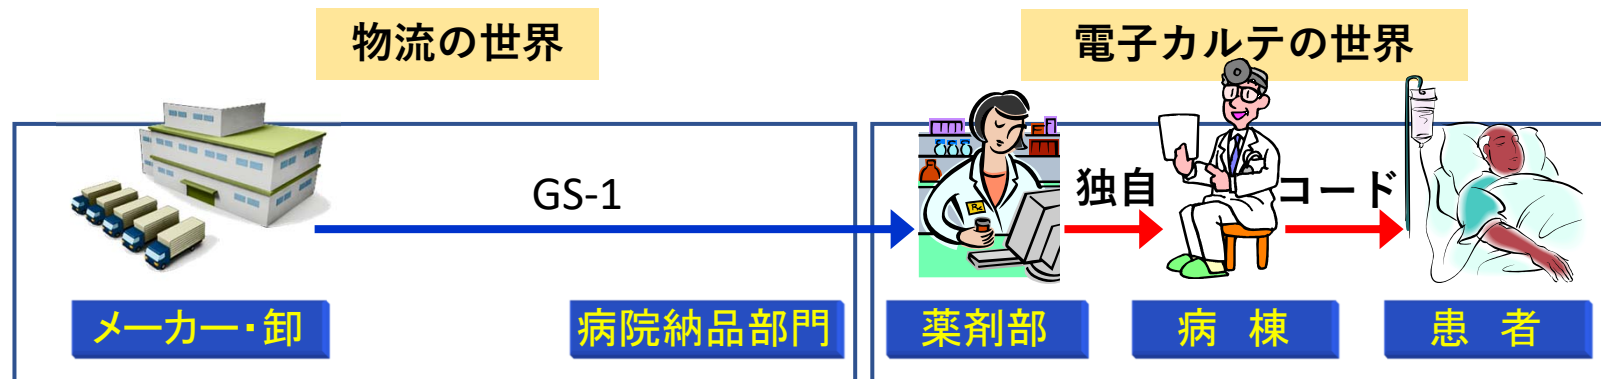 物流の世界
電子カルテの世界
GS-1
独自
コード
メーカー・卸
病院納品部門
薬剤部
病 棟
患 者